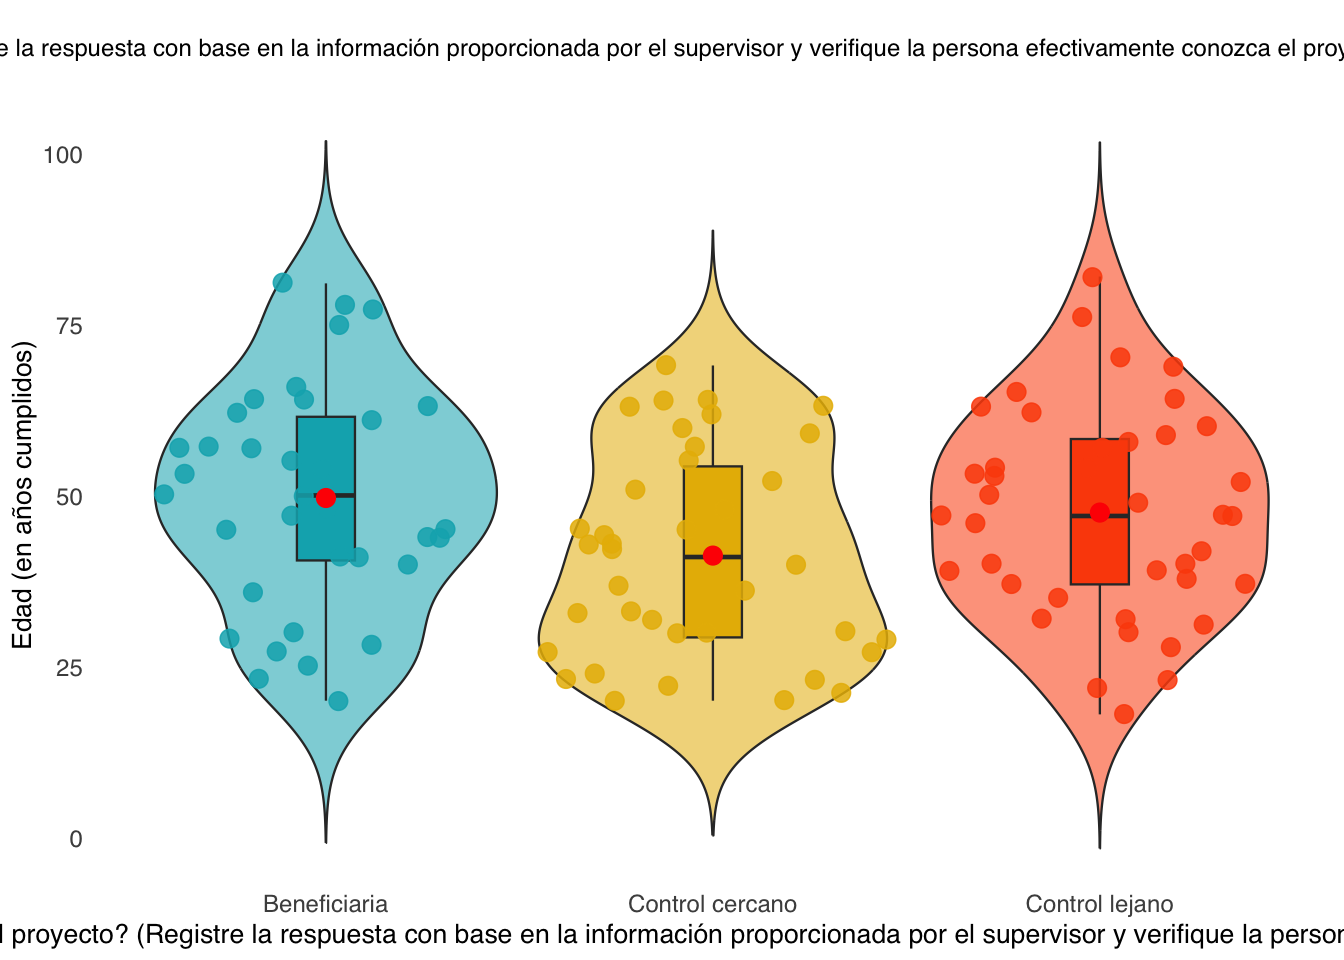 e la respuesta con base en la información proporcionada por el supervisor y verifique la persona efectivamente conozca el proy
100
75
50
25
0
Edad (en años cumplidos)
Beneficiaria
Control cercano
Control lejano
l proyecto? (Registre la respuesta con base en la información proporcionada por el supervisor y verifique la person